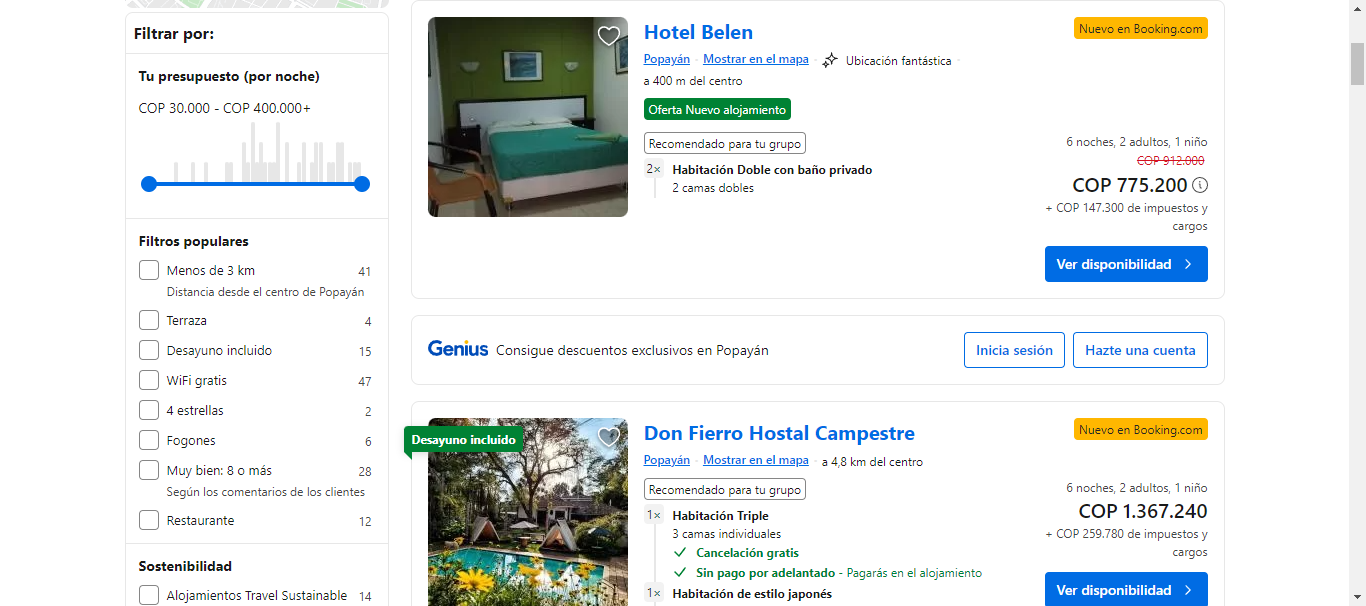 Filtrar por:
Tu presupuesto (por noche)
COP 30.000 - COP 400.000+
Filtros populares
Menos de 3 km 41
Distancia desde el centro de Popayán
Terraza 4
Desayuno incluido 15
WiFi gratis 47
4 estrellas 2
Fogones 6
Muy bien: 8 o más 28
Según los comentarios de los clientes
Restaurante 12
Sostenibilidad
Alojamientos Travel Sustainable 14
Hotel Belen
Nuevo en Booking.com
Popayán · Mostrar en el mapa · Ubicación fantástica ·
a 400 m del centro
Oferta Nuevo alojamiento
Recomendado para tu grupo
2× Habitación Doble con baño privado
2 camas dobles
6 noches, 2 adultos, 1 niño
COP 912.000
COP 775.200
+ COP 147.300 de impuestos y
cargos
Ver disponibilidad
Genius Consigue descuentos exclusivos en Popayán
Inicia sesión
Hazte una cuenta
Desayuno incluido
Don Fierro Hostal Campestre
Nuevo en Booking.com
Popayán · Mostrar en el mapa · a 4,8 km del centro
Recomendado para tu grupo
1× Habitación Triple
3 camas individuales
Cancelación gratis
Sin pago por adelantado - Pagarás en el alojamiento
1× Habitación de estilo japonés
6 noches, 2 adultos, 1 niño
COP 1.367.240
+ COP 259.780 de impuestos y
cargos
Ver disponibilidad